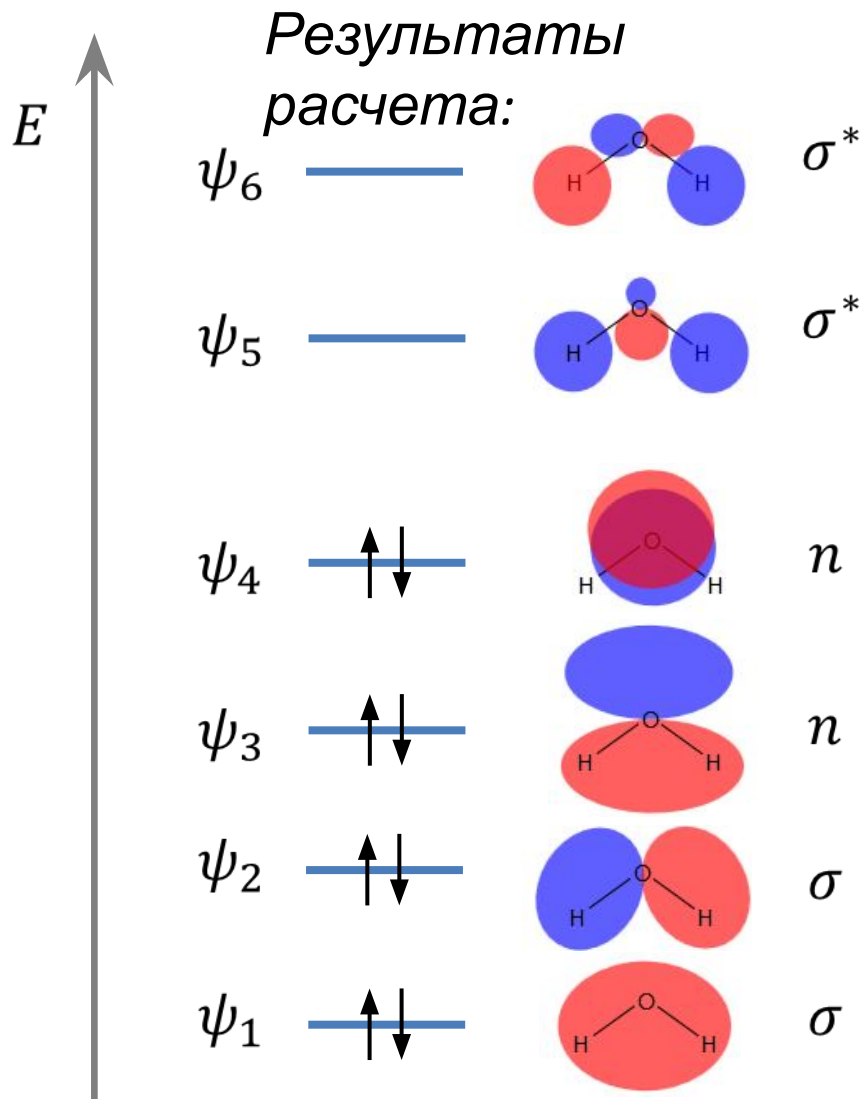 Результаты
расчета:
E
ψ₆ H O H σ*
ψ₅ H O H σ*
ψ₄ H O H n
ψ₃ H O H n
ψ₂ H O H σ
ψ₁ H O H σ